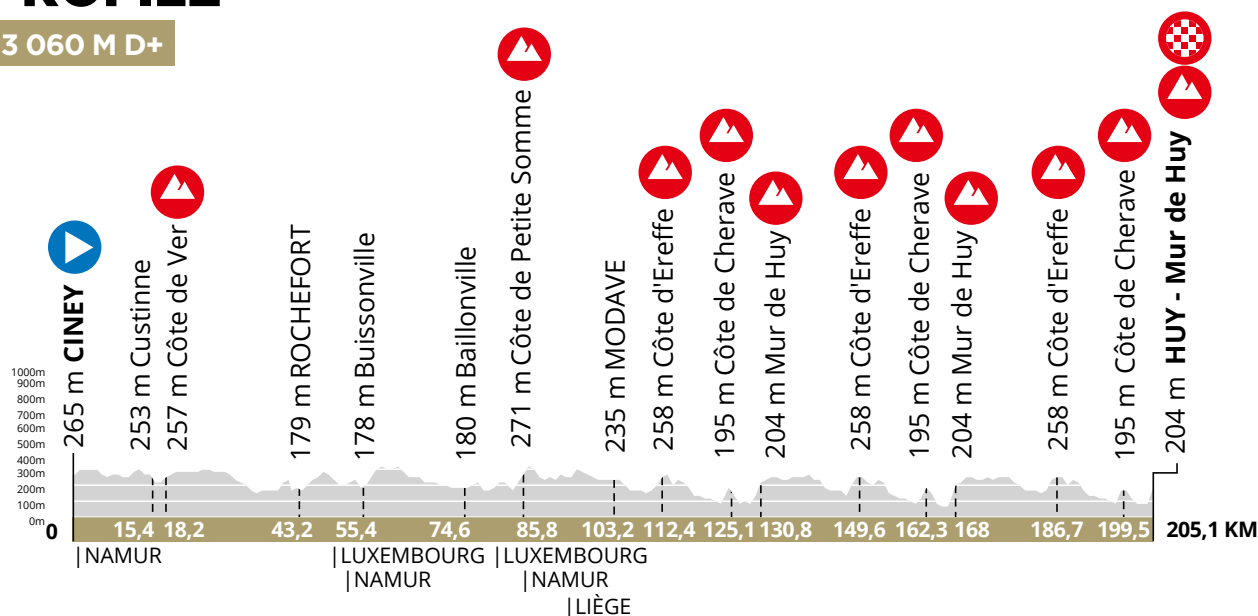 3 060 M D+
265 m CINEY
253 m Custinne
257 m Côte de Ver
179 m ROCHEFORT
178 m Buissonville
180 m Baillonville
271 m Côte de Petite Somme
235 m MODAVE
258 m Côte d'Ereffe
195 m Côte de Cherave
204 m Mur de Huy
258 m Côte d'Ereffe
195 m Côte de Cherave
204 m Mur de Huy
258 m Côte d'Ereffe
195 m Côte de Cherave
204 m HUY - Mur de Huy
1000m
900m
800m
700m
600m
500m
400m
300m
200m
100m
0m
0 15,4 18,2 43,2 55,4 74,6 85,8 103,2 112,4 125,1 130,8 149,6 162,3 168 186,7 199,5 205,1 KM
|NAMUR |LUXEMBOURG |LUXEMBOURG
|NAMUR |NAMUR
|LIÈGE